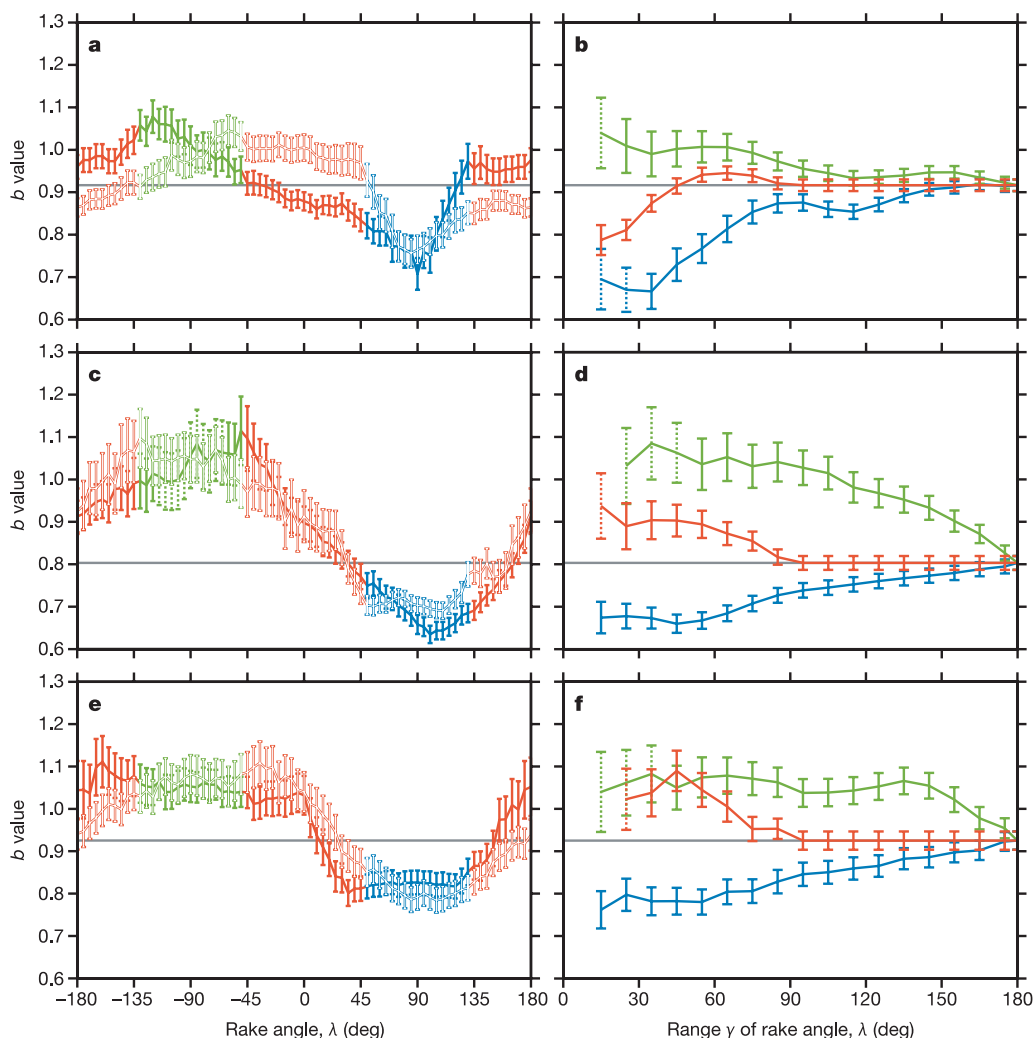 a
b
1.3
1.2
1.1
1.0
0.9
0.8
0.7
0.6
b value
c
d
1.3
1.2
1.1
1.0
0.9
0.8
0.7
0.6
b value
e
f
1.3
1.2
1.1
1.0
0.9
0.8
0.7
0.6
b value
−180 −135 −90 −45 0 45 90 135 180
0 30 60 90 120 150 180
Rake angle, λ (deg)
Range γ of rake angle, λ (deg)